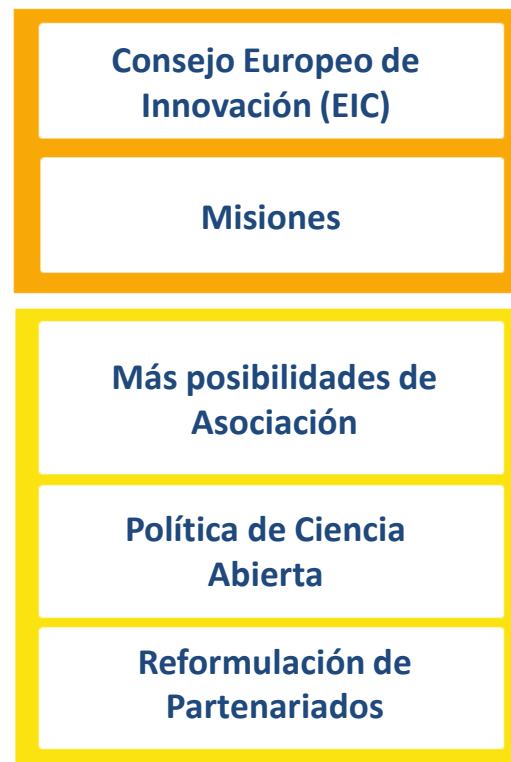 Consejo Europeo de
Innovación (EIC)
Misiones
Más posibilidades de
Asociación
Política de Ciencia
Abierta
Reformulación de
Partenariados